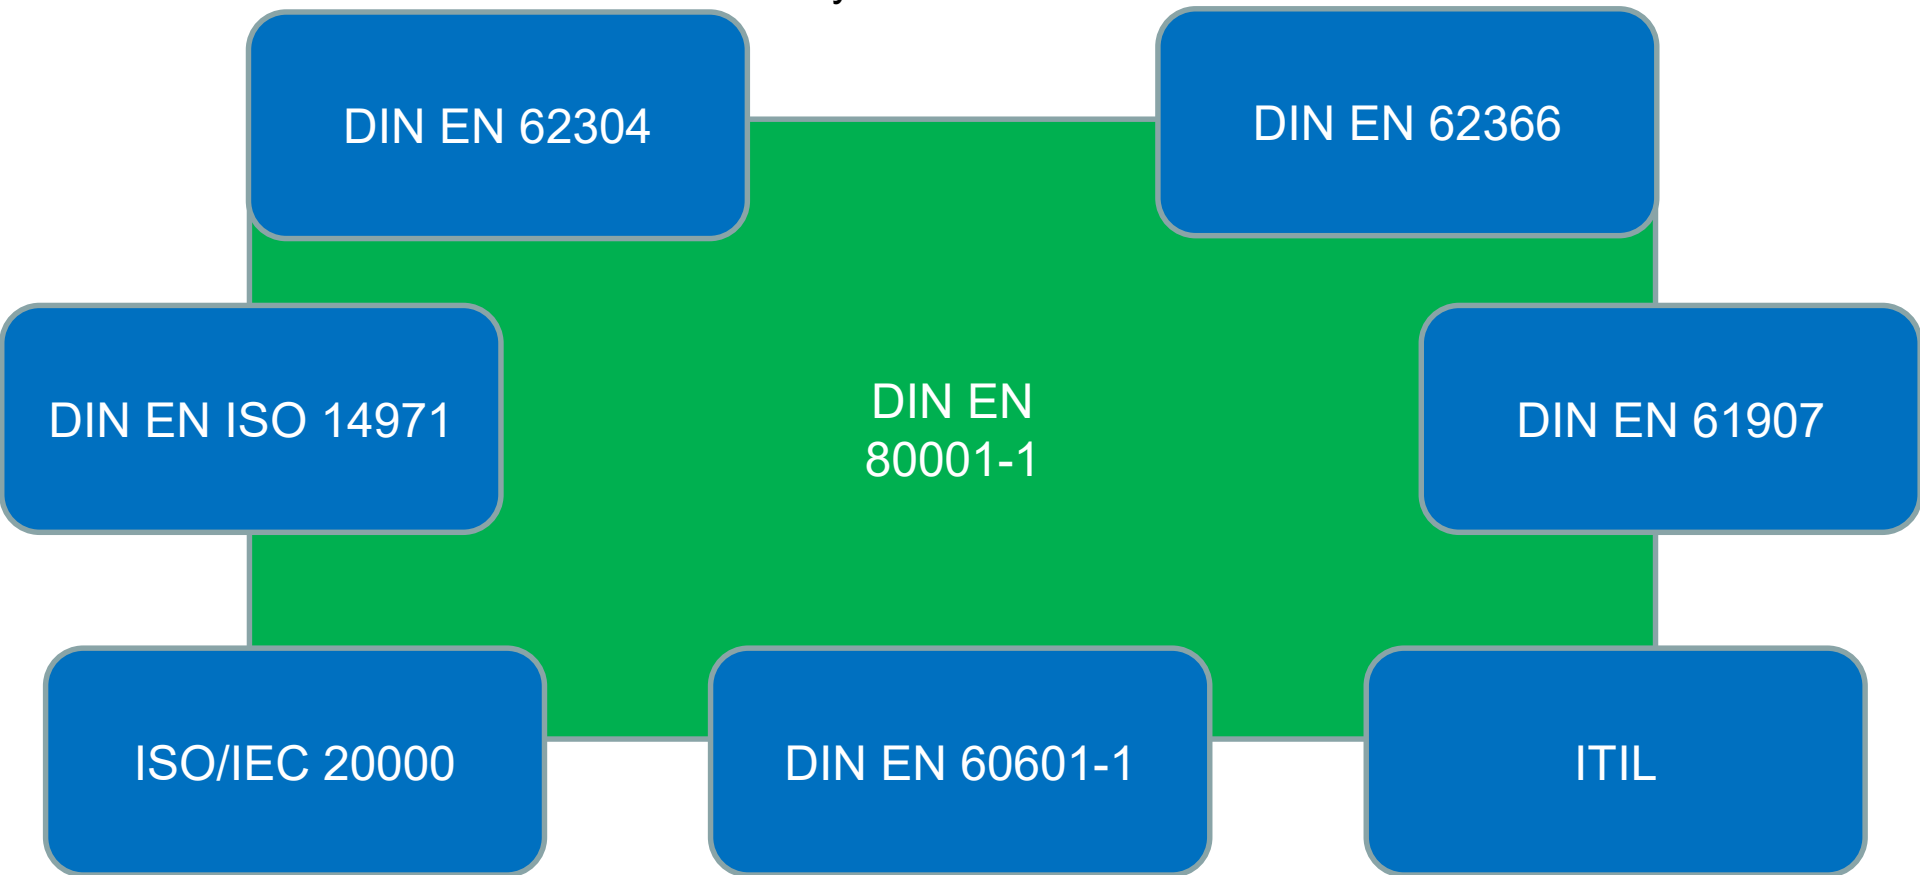 DIN EN 62304
DIN EN 62366
DIN EN ISO 14971
DIN EN
80001-1
DIN EN 61907
ISO/IEC 20000
DIN EN 60601-1
ITIL